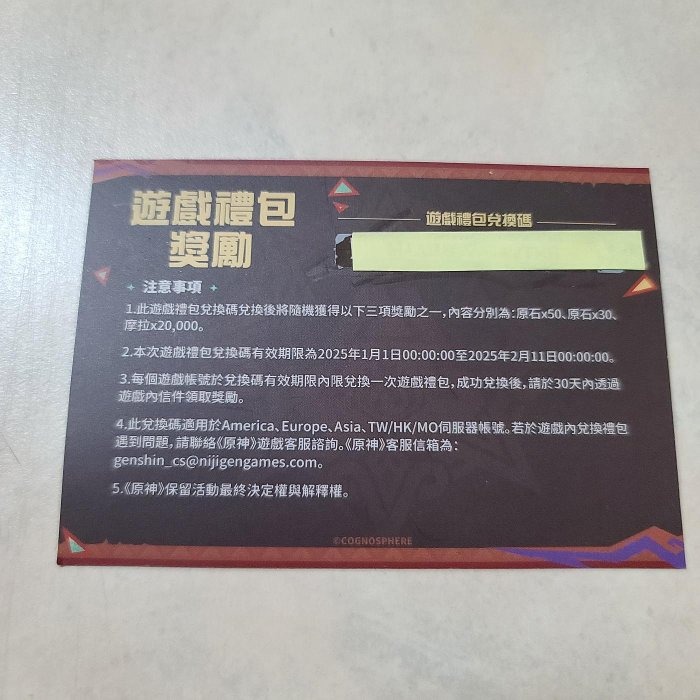 遊戲禮包
獎勵
遊戲禮包兌換碼
注意事項
1.此遊戲禮包兌換碼兌換後將隨機獲得以下三項獎勵之一，內容分別為：原石x50、原石x30、
摩拉x20,000。
2.本次遊戲禮包兌換碼有效期限為2025年1月1日00:00:00至2025年2月11日00:00:00。
3.每個遊戲帳號於兌換碼有效期限內限兌換一次遊戲禮包，成功兌換後，請於30天內透過
遊戲內信件領取獎勵。
4.此兌換碼適用於America、Europe、Asia、TW/HK/MO伺服器帳號。若於遊戲內兌換禮包
遇到問題，請聯絡《原神》遊戲客服諮詢。《原神》客服信箱為：
genshin_cs@nijigengames.com。
5.《原神》保留活動最終決定權與解釋權。
©COGNOSPHERE